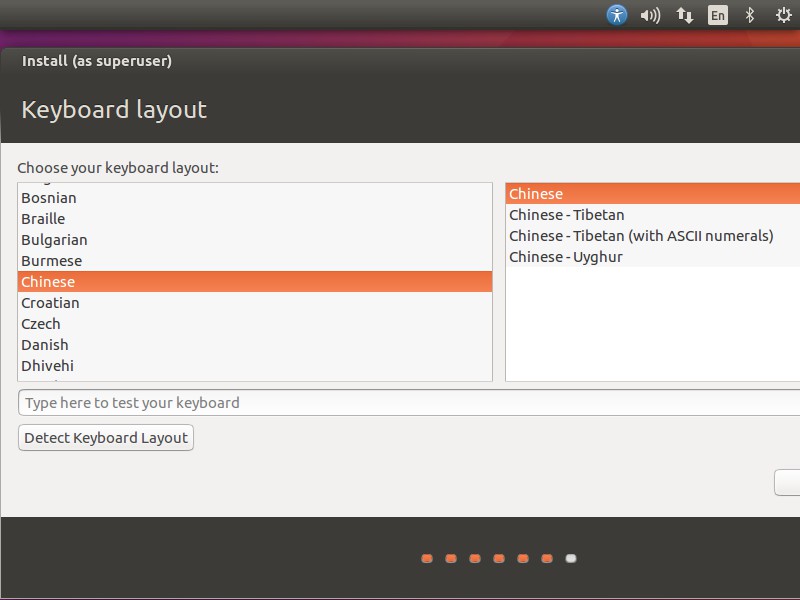 En
Install (as superuser)
Keyboard layout
Choose your keyboard layout:
Bosnian
Braille
Bulgarian
Burmese
Chinese
Croatian
Czech
Danish
Dhivehi
Chinese
Chinese - Tibetan
Chinese - Tibetan (with ASCII numerals)
Chinese - Uyghur
Type here to test your keyboard
Detect Keyboard Layout